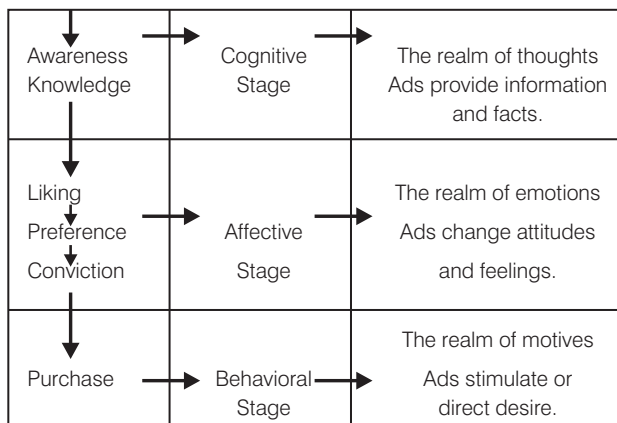 Awareness
Knowledge
Cognitive
Stage
The realm of thoughts
Ads provide information
and facts.
Liking
Preference
Conviction
Affective
Stage
The realm of emotions
Ads change attitudes
and feelings.
Purchase
Behavioral
Stage
The realm of motives
Ads stimulate or
direct desire.